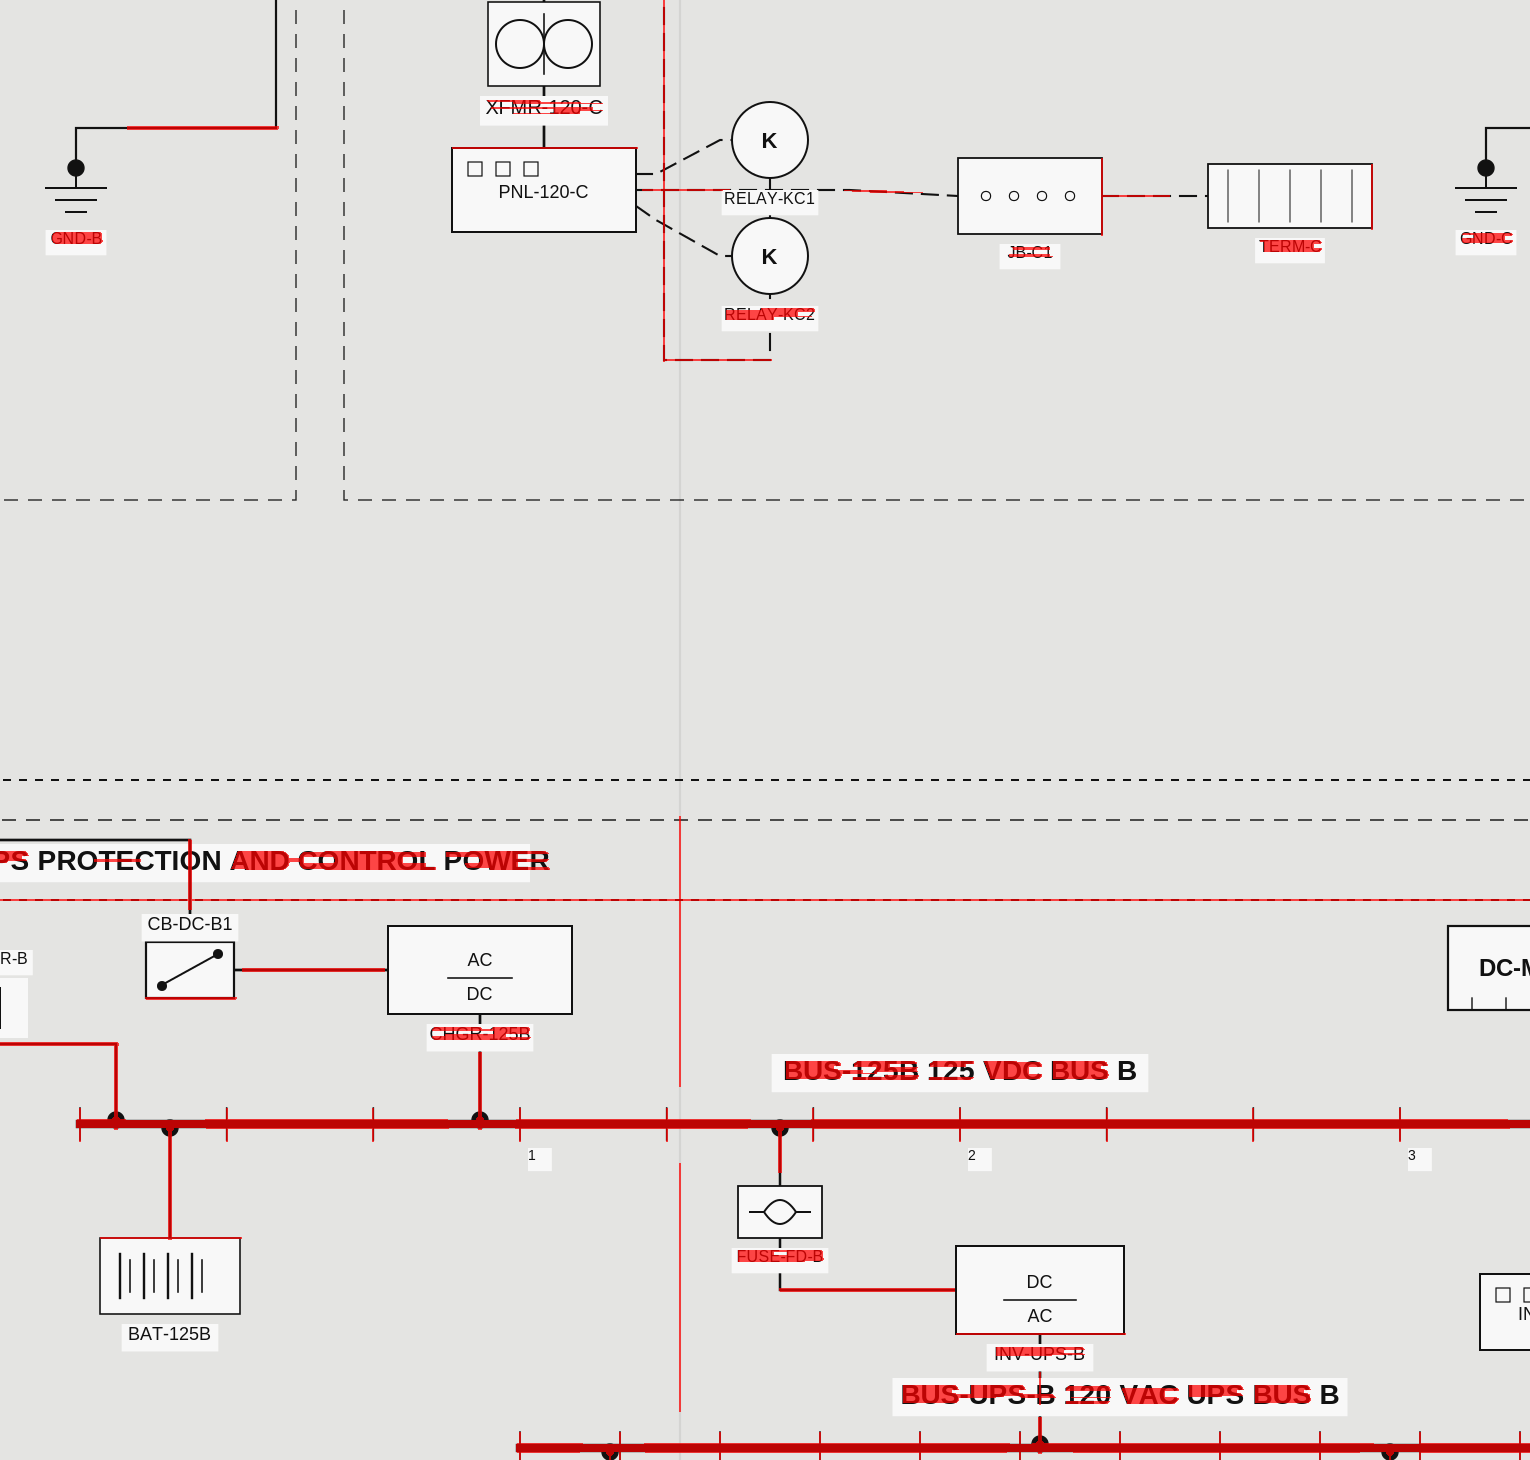 XFMR-120-C
K
PNL-120-C
RELAY-KC1
GND-B
JB-C1
TERM-C
GND-C
K
RELAY-KC2
PS PROTECTION AND CONTROL POWER
CB-DC-B1
R-B
AC
DC
DC-M
CHGR-125B
BUS-125B 125 VDC BUS B
1
2
3
FUSE-FD-B
DC
AC
IN
BAT-125B
INV-UPS-B
BUS-UPS-B 120 VAC UPS BUS B